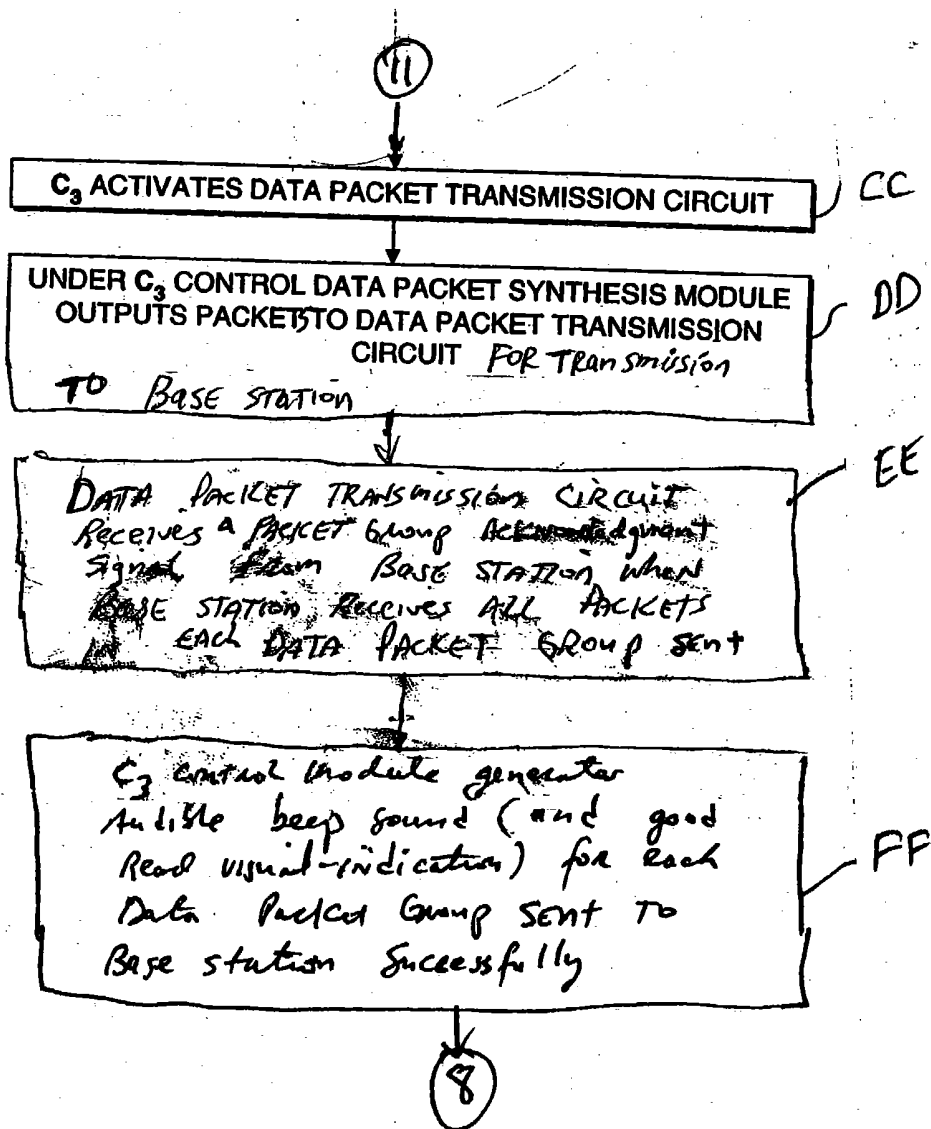 11
C3 ACTIVATES DATA PACKET TRANSMISSION CIRCUIT
CC
UNDER C3 CONTROL DATA PACKET SYNTHESIS MODULE
OUTPUTS PACKETS TO DATA PACKET TRANSMISSION
CIRCUIT FOR Transmission
TO BASE STATION
DD
DATA PACKET TRANSMISSION CIRCUIT
Receives a PACKET Group Acknowledgment
Signal From BASE STATION when
BASE STATION Receives ALL PACKETS
EACH DATA PACKET GROUP SENT
EE
C3 control module generates
Audible beep sound (and good
Read visual-indication) for each
Data Packet Group SENT TO
Base station Successfully
FF
8